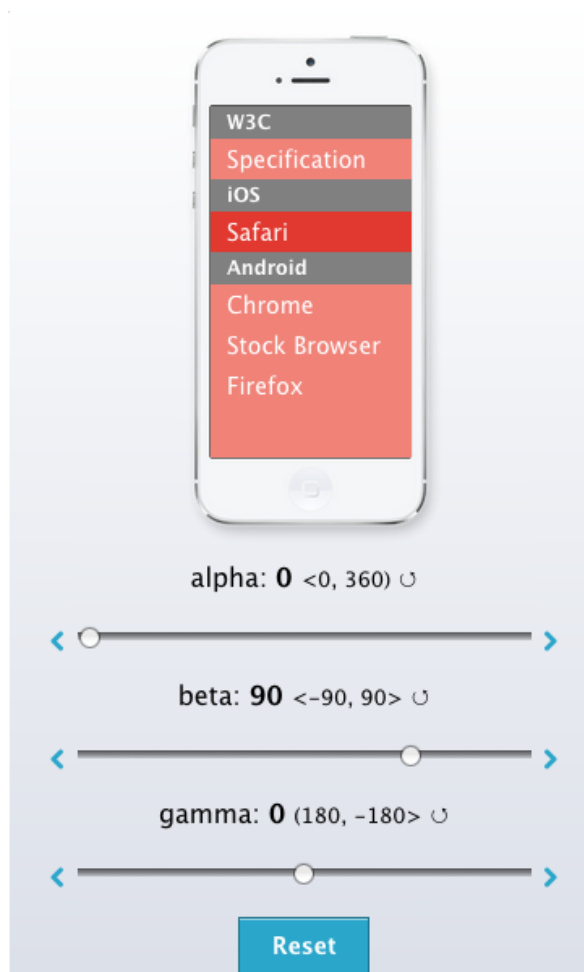 W3C
Specification
iOS
Safari
Android
Chrome
Stock Browser
Firefox
alpha: 0 <0, 360) ↺
beta: 90 <-90, 90> ↺
gamma: 0 (180, -180> ↺
Reset